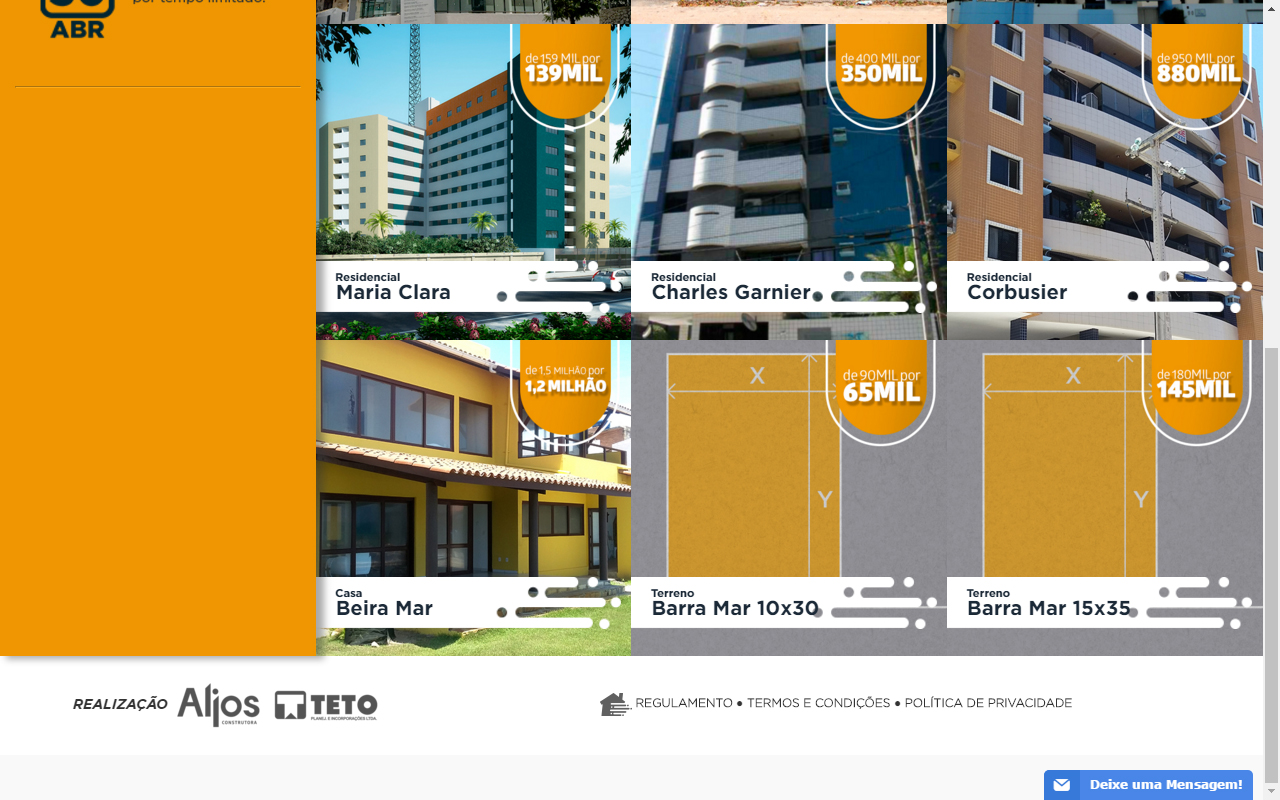 por tempo limitado!
ABR
de 159 MIL por
139MIL
de 400 MIL por
350MIL
de 950 MIL por
880MIL
Residencial
Maria Clara
Residencial
Charles Garnier
Residencial
Corbusier
de 1,5 MILHÃO por
1,2 MILHÃO
de 90MIL por
65MIL
de 180MIL por
145MIL
X
Y
X
Y
Casa
Beira Mar
Terreno
Barra Mar 10x30
Terreno
Barra Mar 15x35
REALIZAÇÃO
Aljos
CONSTRUTORA
TETO
PLANEJ. E INCORPORAÇÕES LTDA.
REGULAMENTO • TERMOS E CONDIÇÕES • POLÍTICA DE PRIVACIDADE
Deixe uma Mensagem!